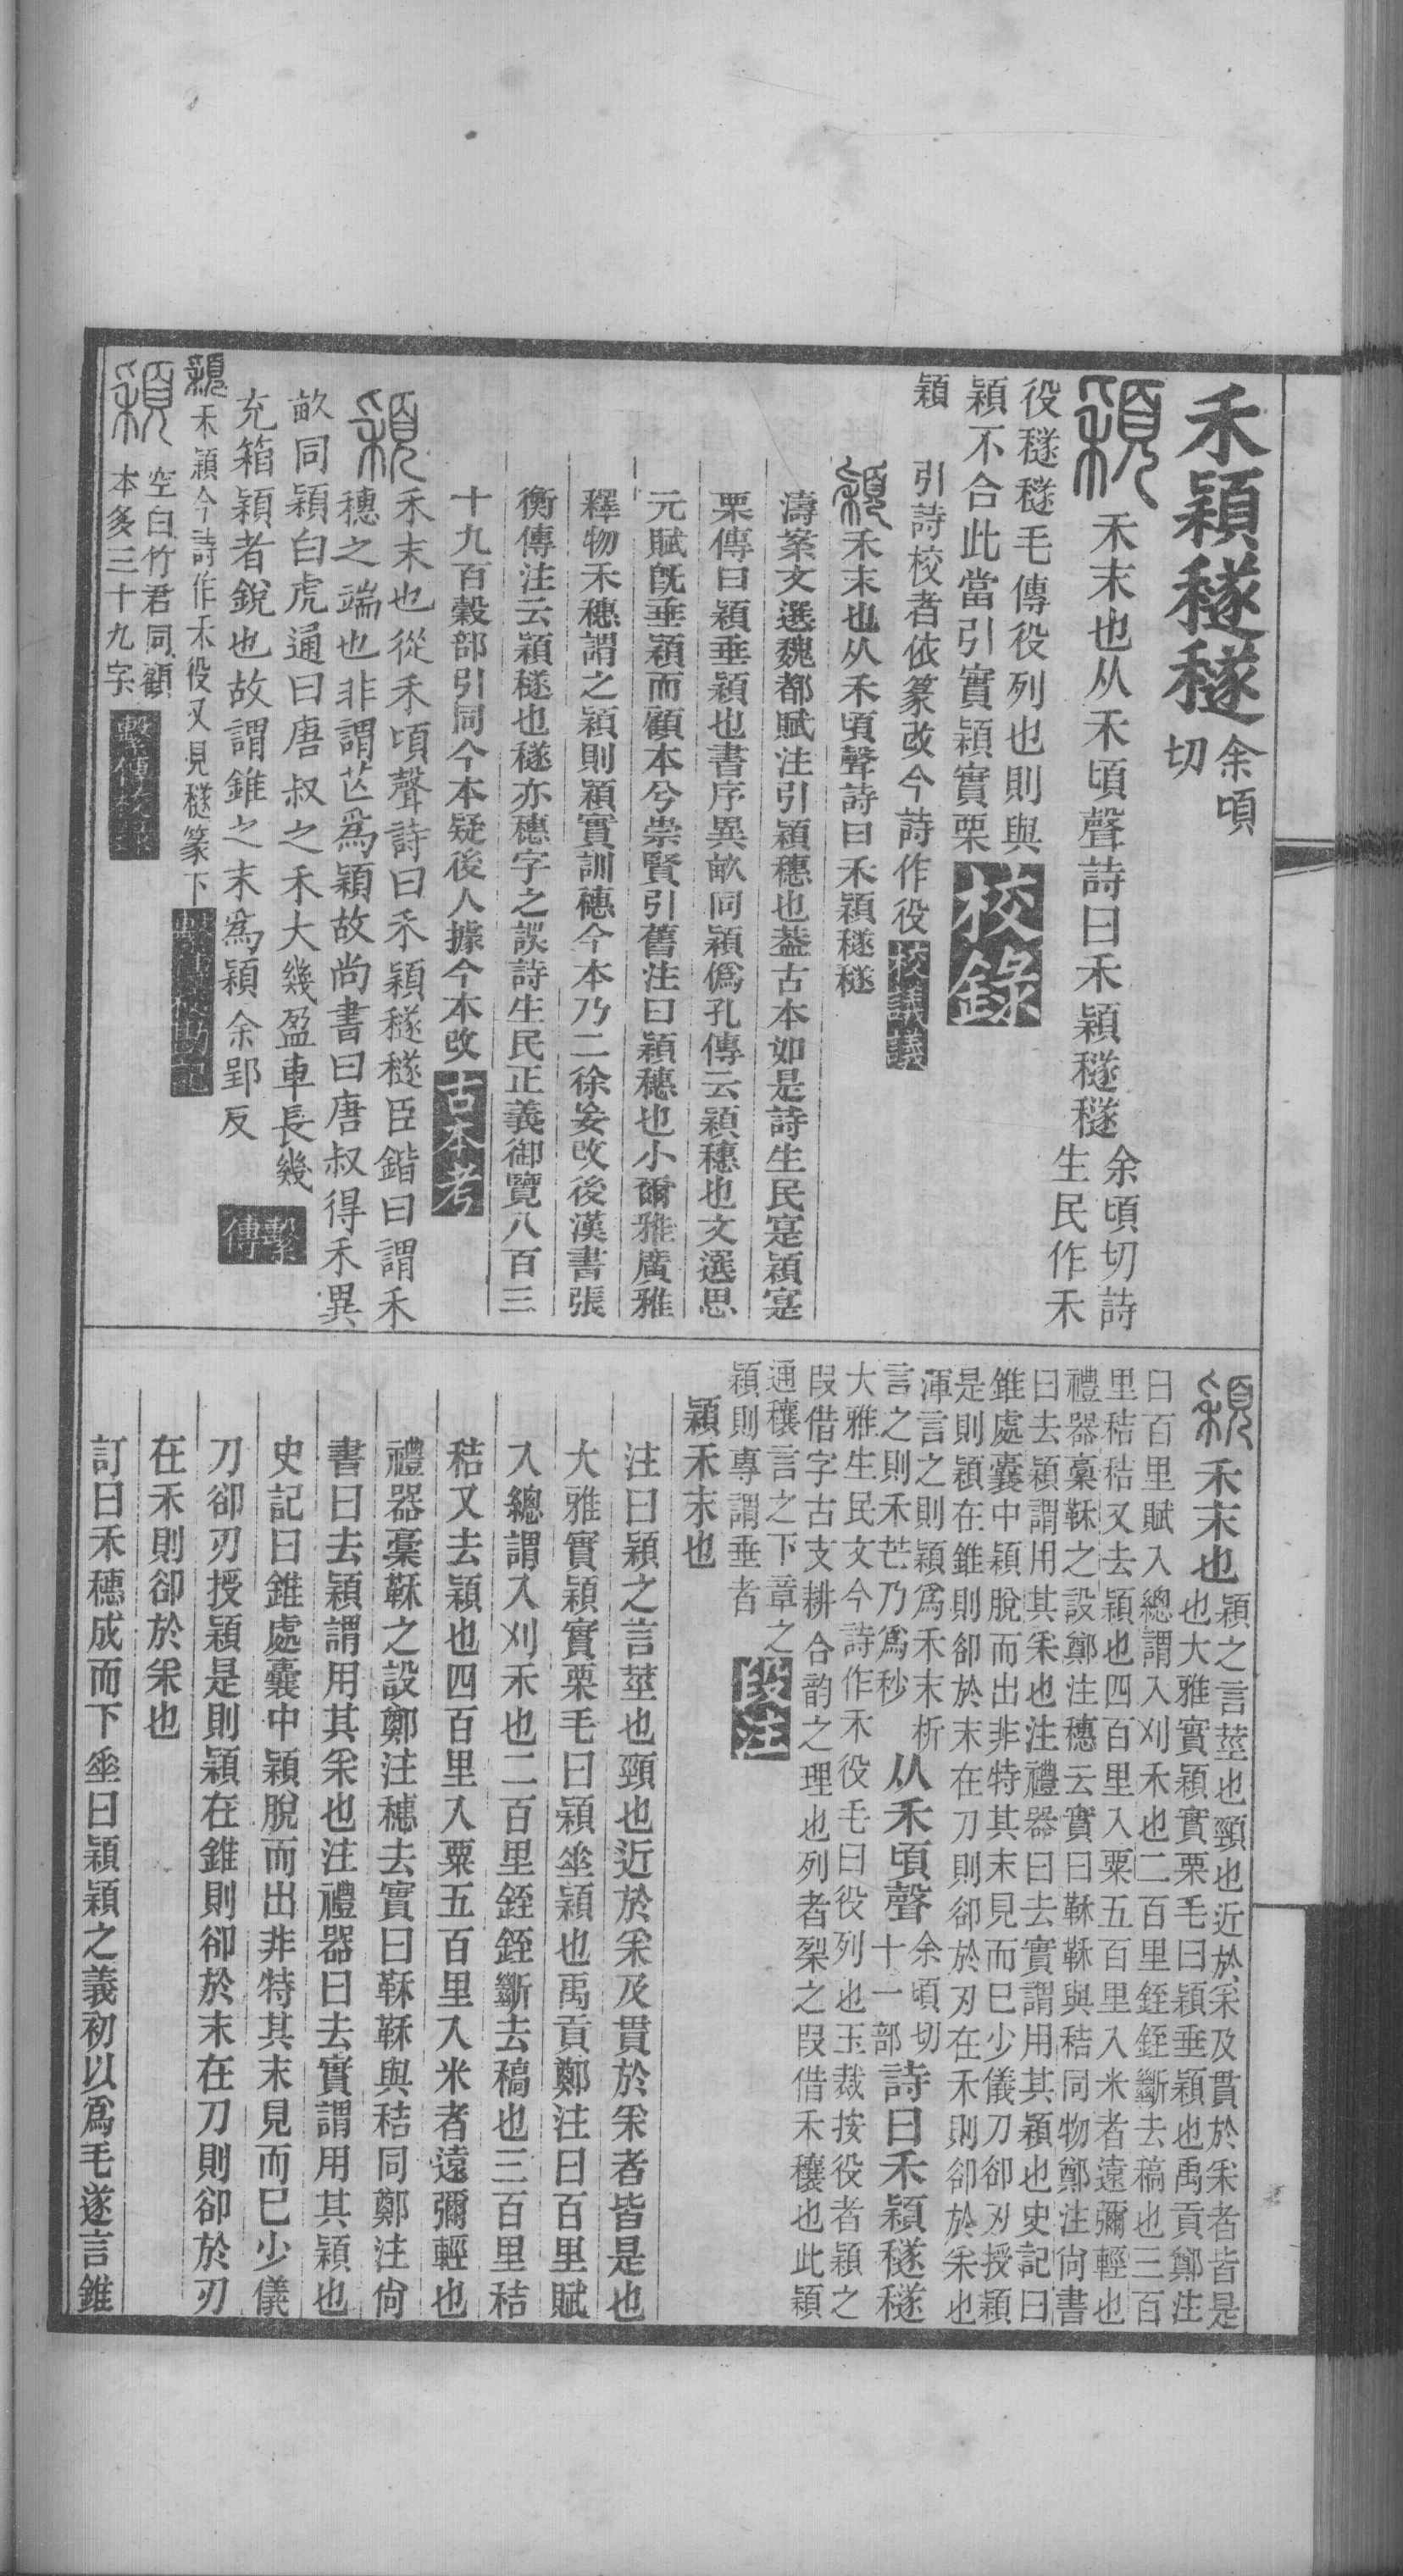 禾穎穟穟余頃
切
穎禾末也从禾頃聲詩曰禾穎穟穟余頃切詩
生民作禾
役穟穟毛傳役列也則與
穎不合此當引實穎實栗校錄
穎
引詩校者依篆改今詩作役校議議
穎禾末也从禾頃聲詩曰禾穎穟穟
濤案文選魏都賦注引穎穗也葢古本如是詩生民寔穎寔
栗傳曰穎垂穎也書序異畝同穎僞孔傳云穎穗也文選思
元賦旣垂穎而顧本兮崇賢引舊注曰穎穗也小爾雅廣雅
釋物禾穗謂之穎則穎實訓穗今本乃二徐妄改後漢書張
衡傳注云穎穟也穟亦穗字之誤詩生民正義御覽八百三
十九百穀部引同今本疑後人據今本改古本考
穎禾末也從禾頃聲詩曰禾穎穟穟臣鍇曰謂禾
穗之端也非謂芒爲穎故尚書曰唐叔得禾異
畝同穎白虎通曰唐叔之禾大幾盈車長幾
充箱穎者銳也故謂錐之末爲穎余郢反繫傳
穎禾穎今詩作禾役又見穟篆下繫傳校勘記
穎空白竹君同顧
本多三十九字繫傳校錄
穎禾末也穎之言莖也頸也近於采及貫於采者皆是
也大雅實穎實栗毛曰穎垂穎也禹貢鄭注
曰百里賦入總謂入刈禾也二百里銍銍斷去稿也三百
里秸秸又去穎也四百里入粟五百里入米者遠彌輕也
禮器稾鞂之設鄭注穗云實曰鞂鞂與秸同物鄭注尙書
曰去穎謂用其采也注禮器曰去實謂用其穎也史記曰
錐處囊中穎脫而出非特其末見而已少儀刀卻刃授穎
是則穎在錐則卻於末在刀則卻於刃在禾則卻於采也
渾言之則穎爲禾末析
言之則禾芒乃爲秒从禾頃聲余頃切
十一部詩曰禾穎穟穟
大雅生民文今詩作禾役毛曰役列也玉裁按役者穎之
叚借字古支耕合韵之理也列者梨之叚借禾穰也此穎
通穰言之下章之
穎則專謂垂者段注
穎禾末也
注曰穎之言莖也頸也近於采及貫於采者皆是也
大雅實穎實栗毛曰穎𠂹穎也禹貢鄭注曰百里賦
入總謂入刈禾也二百里銍銍斷去稿也三百里秸
秸又去穎也四百里入粟五百里入米者遠彌輕也
禮器稾鞂之設鄭注穗去實曰鞂鞂與秸同鄭注尙
書曰去穎謂用其采也注禮器曰去實謂用其穎也
史記曰錐處囊中穎脫而出非特其末見而已少儀
刀卻刃授穎是則穎在錐則卻於末在刀則卻於刃
在禾則卻於采也
訂曰禾穗成而下𠂹曰穎穎之義初以爲毛遂言錐